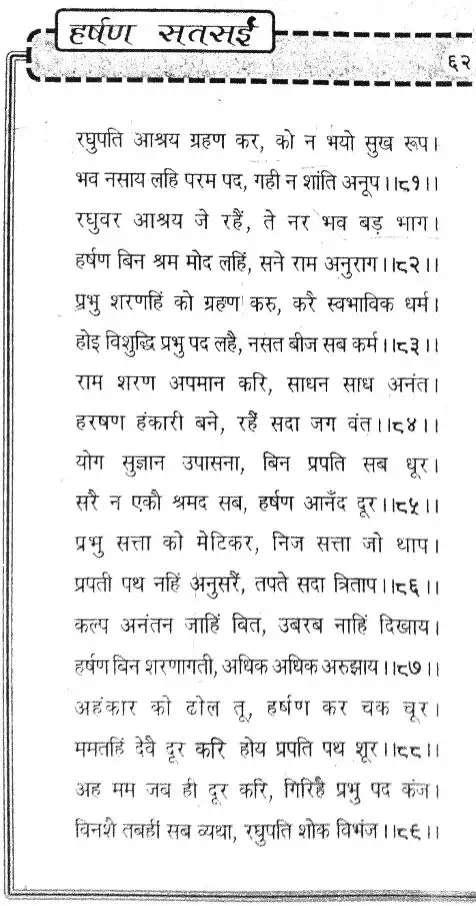 हर्षण सतसई
६२
रघुपति आश्रय ग्रहण कर, को न भयो सुख रूप।
भव नसाय लहि परम पद, गही न शांति अनूप।।८१।।
रघुवर आश्रय जे रहैं, ते नर भव बड़ भाग।
हर्षण बिन श्रम मोद लहिं, सने राम अनुराग।।८२।।
प्रभु शरणहिं को ग्रहण करु, करै स्वभाविक धर्म।
होइ विशुद्धि प्रभु पद लहै, नसत बीज सब कर्म।।८३।।
राम शरण अपमान करि, साधन साध अनंत।
हरषण हंकारी बने, रहैं सदा जग वंत।।८४।।
योग सुज्ञान उपासना, बिन प्रपति सब धूर।
सरै न एकौ श्रमद सब, हर्षण आनँद दूर।।८५।।
प्रभु सत्ता को मेटिकर, निज सत्ता जो थाप।
प्रपती पथ नहिं अनुसरैं, तपते सदा त्रिताप।।८६।।
कल्प अनंतन जाहिं बित, उबरब नाहिं दिखाय।
हर्षण बिन शरणागती, अधिक अधिक अरुझाय।।८७।।
अहंकार को ढोल तू, हर्षण कर चक चूर।
ममतहिं देवै दूर करि होय प्रपति पथ शूर।।८८।।
अह मम जब ही दूर करि, गिरिहै प्रभु पद कंज।
विनशै तबहीं सब व्यथा, रघुपति शोक विभंज।।८९।।